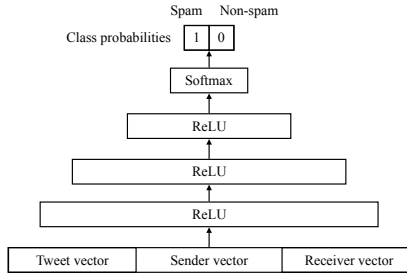 Spam Non-spam
Class probabilities 1 0
Softmax
ReLU
ReLU
ReLU
Tweet vector Sender vector Receiver vector